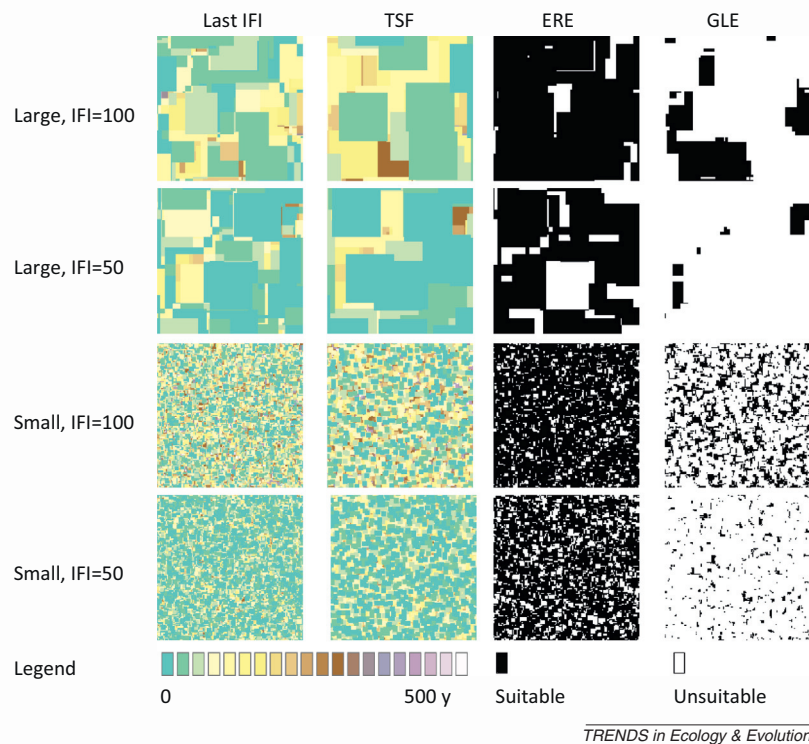 Last IFI TSF ERE GLE
Large, IFI=100
Large, IFI=50
Small, IFI=100
Small, IFI=50
Legend
0 500 y Suitable Unsuitable
TRENDS in Ecology & Evolution